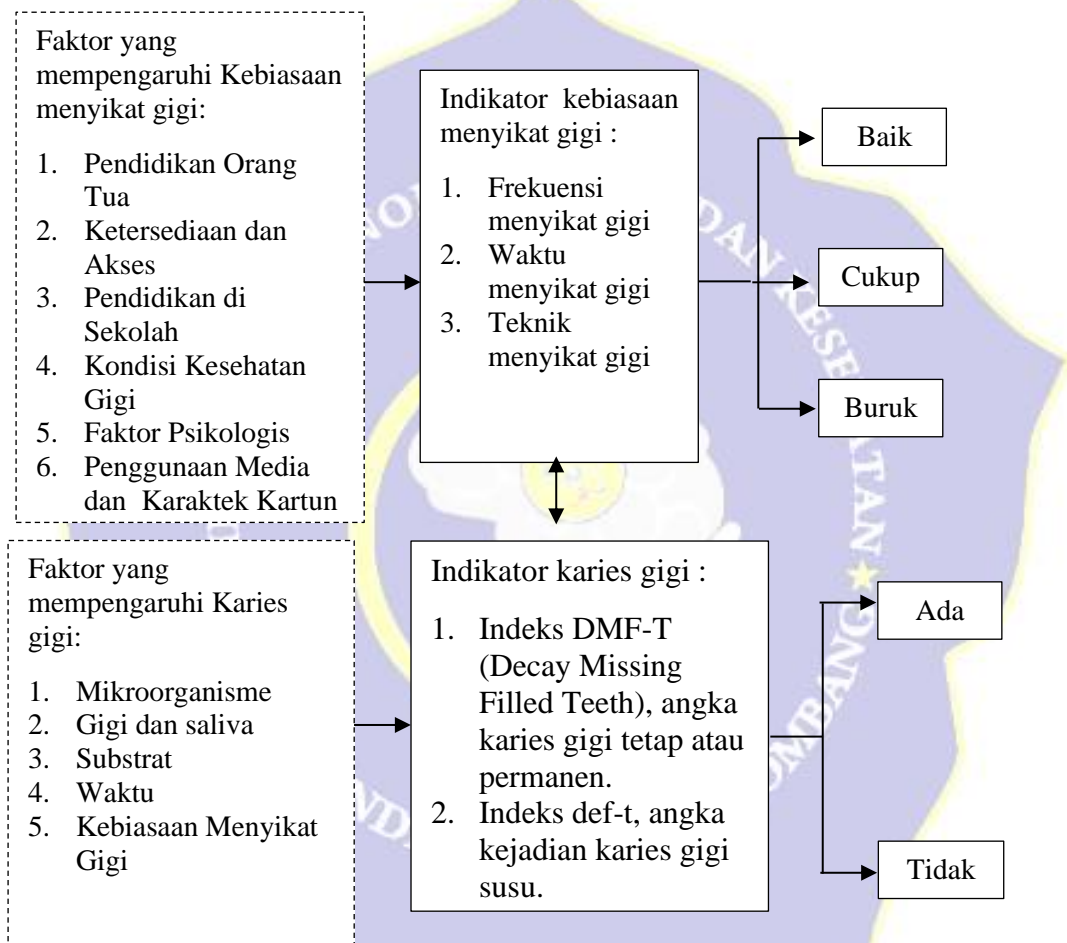 Faktor yang
mempengaruhi Kebiasaan
menyikat gigi:
1. Pendidikan Orang
Tua
2. Ketersediaan dan
Akses
3. Pendidikan di
Sekolah
4. Kondisi Kesehatan
Gigi
5. Faktor Psikologis
6. Penggunaan Media
dan Karaktek Kartun
Indikator kebiasaan
menyikat gigi :
1. Frekuensi
menyikat gigi
2. Waktu
menyikat gigi
3. Teknik
menyikat gigi
Baik
Cukup
Buruk
Faktor yang
mempengaruhi Karies
gigi:
1. Mikroorganisme
2. Gigi dan saliva
3. Substrat
4. Waktu
5. Kebiasaan Menyikat
Gigi
Indikator karies gigi :
1. Indeks DMF-T
(Decay Missing
Filled Teeth), angka
karies gigi tetap atau
permanen.
2. Indeks def-t, angka
kejadian karies gigi
susu.
Ada
Tidak
DAN KESEHATAN